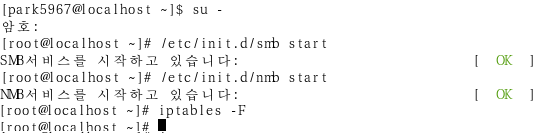 [park5967@localhost ~]$ su -
암호:
[root@localhost ~]# /etc/init.d/smb start
SMB서비스를 시작하고 있습니다: [ OK ]
[root@localhost ~]# /etc/init.d/nmb start
NMB서비스를 시작하고 있습니다: [ OK ]
[root@localhost ~]# iptables -F
[root@localhost ~]#